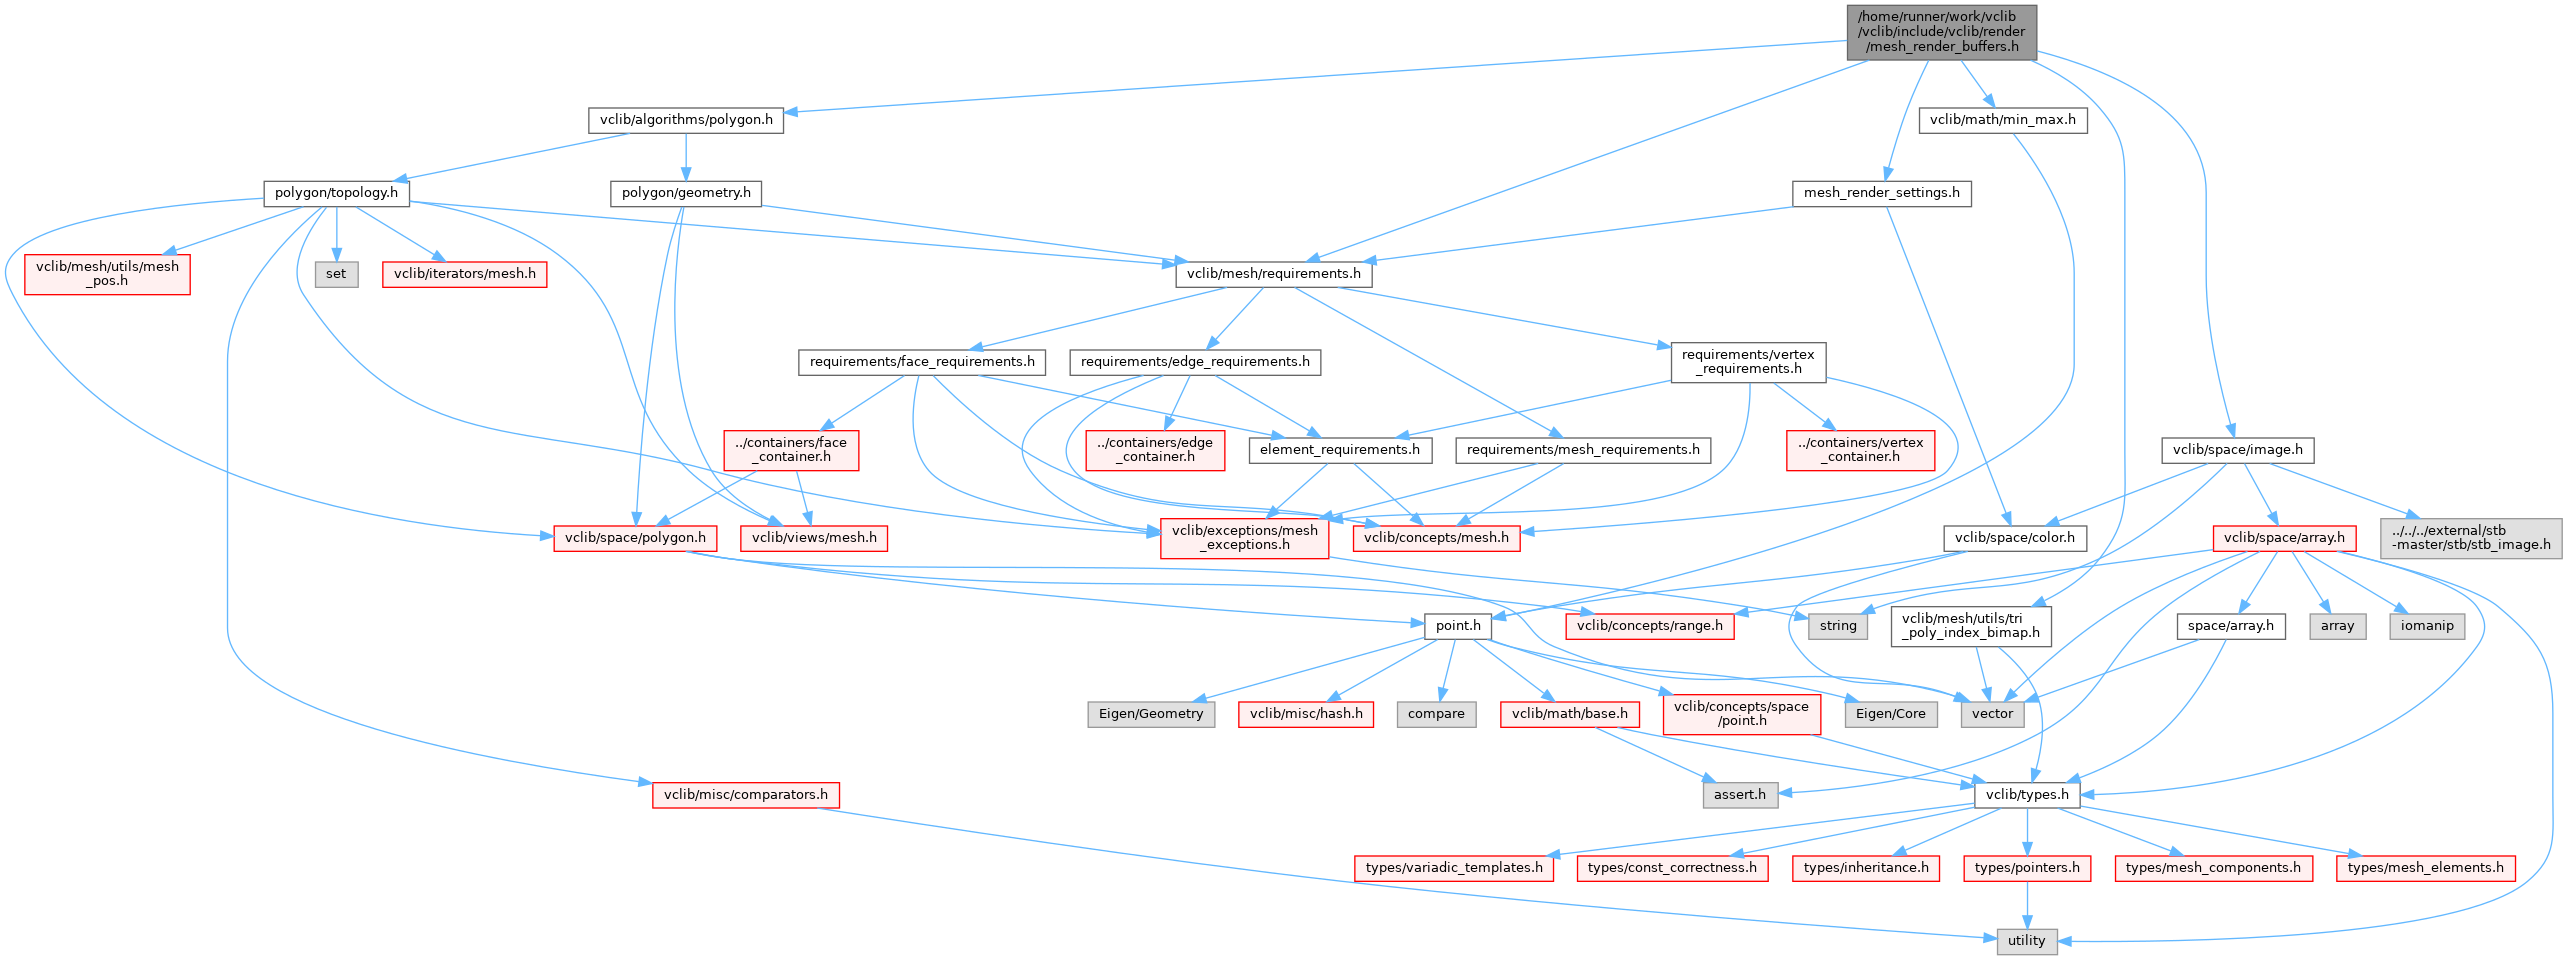 /home/runner/work/vclib
/vclib/include/vclib/render
/mesh_render_buffers.h
vclib/algorithms/polygon.h
vclib/math/min_max.h
polygon/topology.h
polygon/geometry.h
mesh_render_settings.h
vclib/mesh/utils/mesh
_pos.h
set
vclib/iterators/mesh.h
vclib/mesh/requirements.h
requirements/face_requirements.h
requirements/edge_requirements.h
requirements/vertex
_requirements.h
../containers/face
_container.h
../containers/edge
_container.h
element_requirements.h
requirements/mesh_requirements.h
../containers/vertex
_container.h
vclib/space/image.h
vclib/space/polygon.h
vclib/views/mesh.h
vclib/exceptions/mesh
_exceptions.h
vclib/concepts/mesh.h
vclib/space/color.h
vclib/space/array.h
../../../external/stb
-master/stb/stb_image.h
point.h
vclib/concepts/range.h
string
vclib/mesh/utils/tri
_poly_index_bimap.h
space/array.h
array
iomanip
Eigen/Geometry
vclib/misc/hash.h
compare
vclib/math/base.h
vclib/concepts/space
/point.h
Eigen/Core
vector
vclib/misc/comparators.h
assert.h
vclib/types.h
types/variadic_templates.h
types/const_correctness.h
types/inheritance.h
types/pointers.h
types/mesh_components.h
types/mesh_elements.h
utility